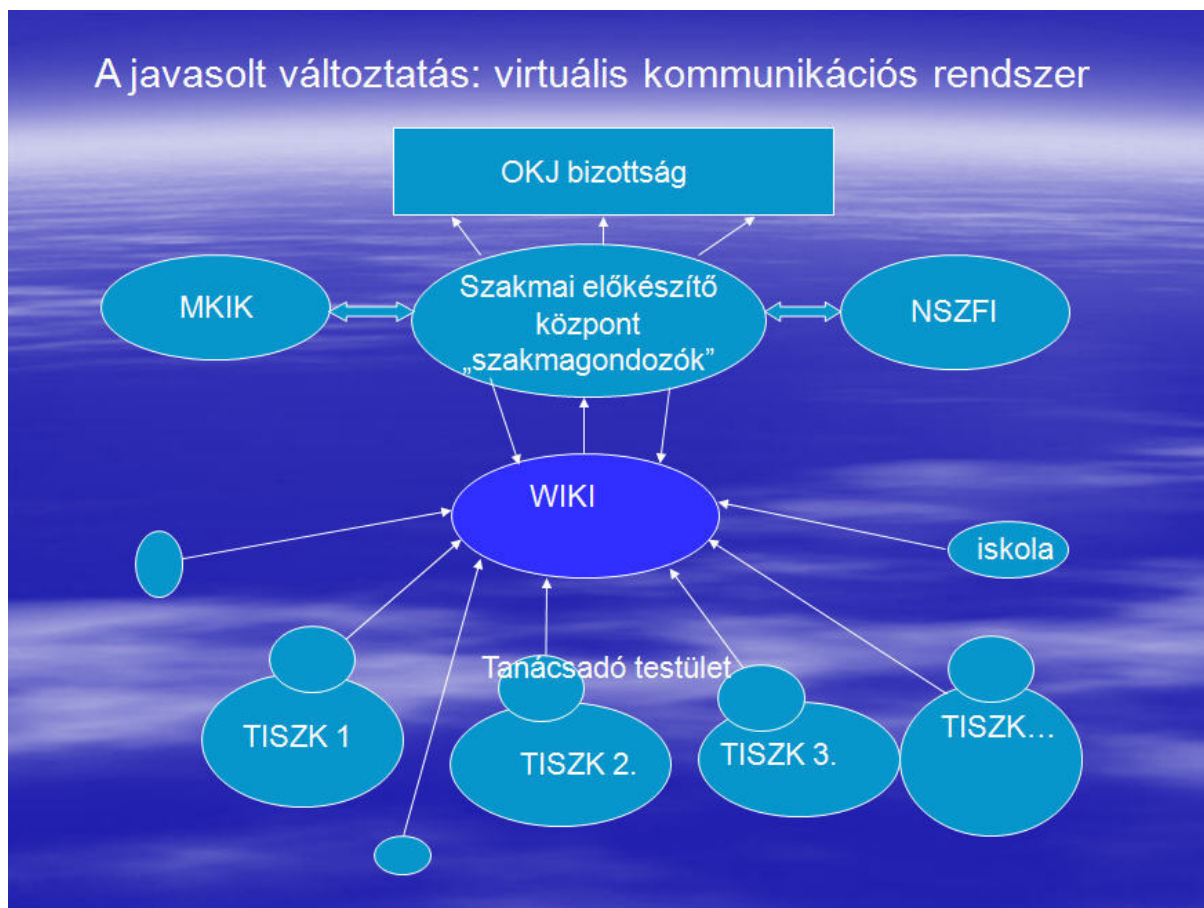 A javasolt változtatás: virtuális kommunikációs rendszer
OKJ bizottság
MKIK
Szakmai előkészítő
központ
„szakmagondozók”
NSZFI
WIKI
iskola
Tanácsadó testület
TISZK 1
TISZK 2.
TISZK 3.
TISZK…